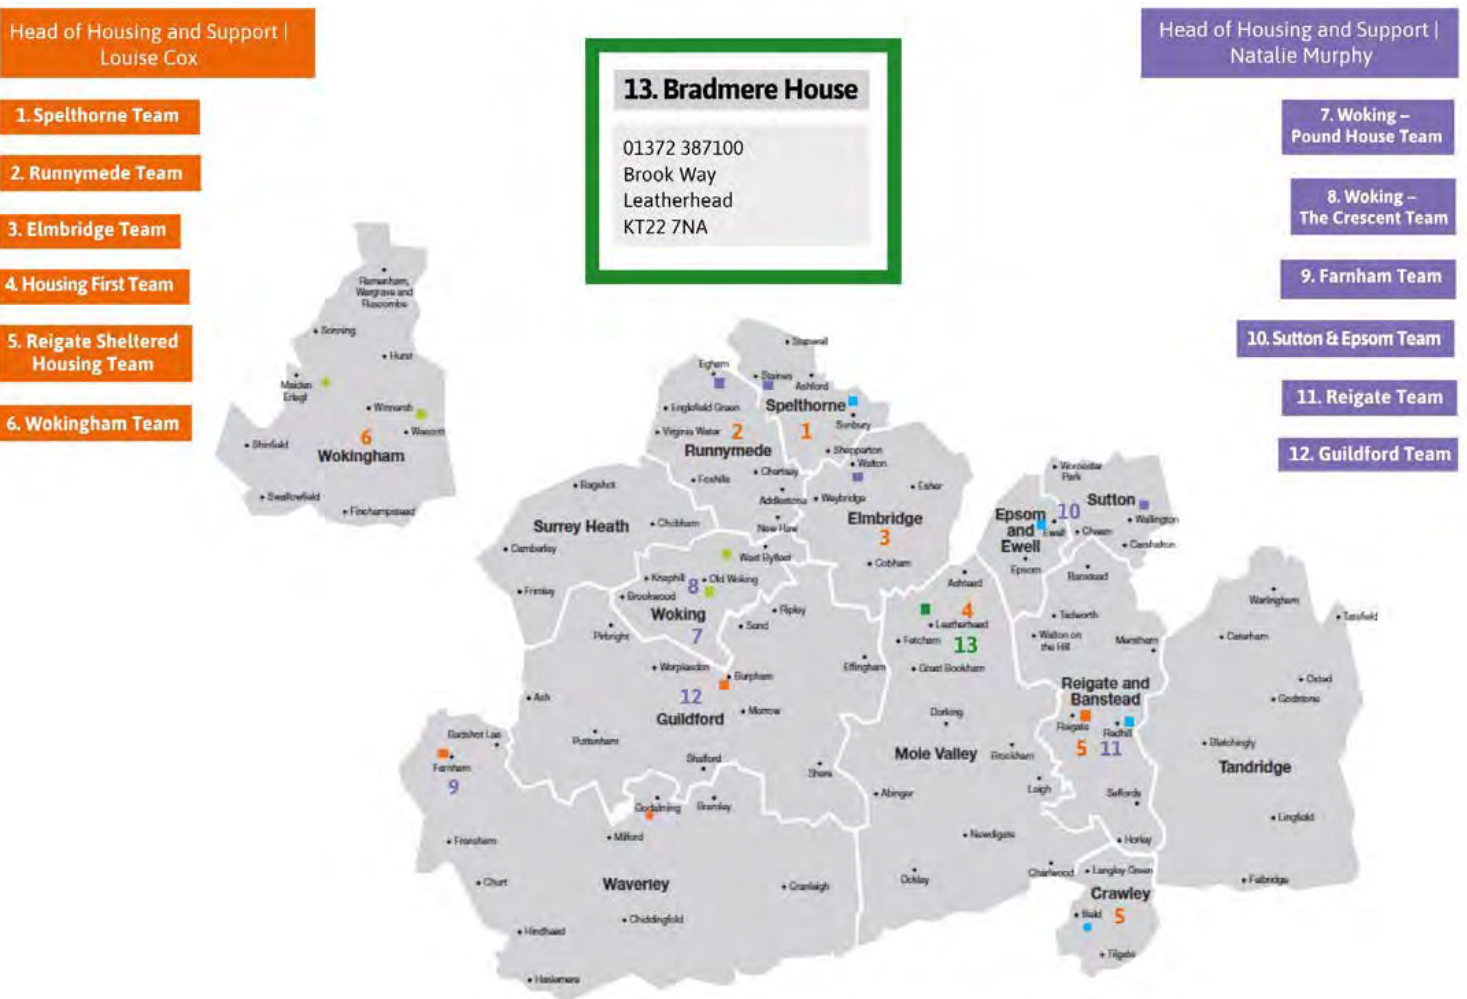 Head of Housing and Support |
Louise Cox
1. Spelthorne Team
2. Runnymede Team
3. Elmbridge Team
4. Housing First Team
5. Reigate Sheltered
Housing Team
6. Wokingham Team
13. Bradmere House
01372 387100
Brook Way
Leatherhead
KT22 7NA
Head of Housing and Support |
Natalie Murphy
7. Woking –
Pound House Team
8. Woking –
The Crescent Team
9. Farnham Team
10. Sutton & Epsom Team
11. Reigate Team
12. Guildford Team
Remenham,
Wargrave and
Ruscombe
Sonning
Hurst
Maiden
Erlegh
Winnersh
Shinfield
6
Wokingham
Swallowfield
Finchampstead
Stanwell
Egham
Staines
Ashford
Englefield Green
Spelthorne
Sunbury
Virginia Water
2
1
Runnymede
Shepperton
Walton
Foxhills
Chertsey
Addlestone
Weybridge
Esher
New Haw
Elmbridge
3
Cobham
Bagshot
Surrey Heath
Chobham
Camberley
Frimley
West Byfleet
Knaphill
8
Old Woking
Brookwood
Woking
7
Pirbright
Ripley
Send
Worplesdon
Burpham
Effingham
12
Guildford
Merrow
Ash
Puttenham
Shalford
Shere
Badshot Lea
Farnham
9
Godalming
Bramley
Milford
Frensham
Churt
Waverley
Cranleigh
Chiddingfold
Hindhead
Haslemere
Worcester
Park
Sutton
10
Wallington
Cheam
Carshalton
Epsom
and
Ewell
Ewell
Epsom
Banstead
Ashtead
4
Leatherhead
Fetcham
13
Great Bookham
Tadworth
Walton on
the Hill
Merstham
Dorking
Mole Valley
Brockham
Abinger
Leigh
Newdigate
Ockley
Charlwood
Reigate and
Banstead
Reigate
Redhill
5
11
Salfords
Horley
Langley Green
Crawley
5
Tilgate
Warlingham
Tatsfield
Caterham
Oxted
Godstone
Bletchingly
Tandridge
Lingfield
Felbridge